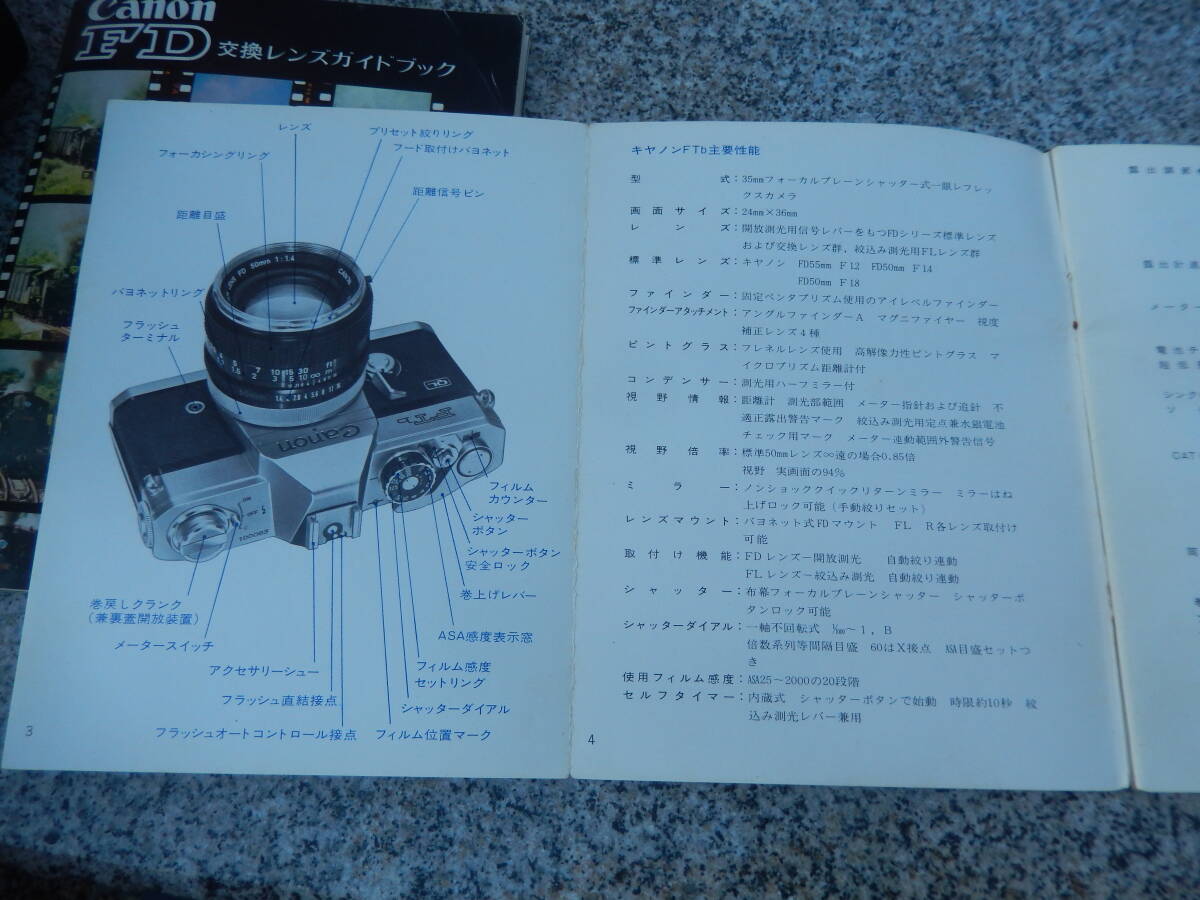 Canon
FD 交換レンズガイドブック
レンズ
プリセット絞りリング
フォーカシングリング
フード取付けバヨネット
距離信号ピン
距離目盛
バヨネットリング
フラッシュ
ターミナル
FD 50mm 1:1.4
CANON
Canon
FTb
QL
フィルム
カウンター
シャッター
ボタン
シャッターボタン
安全ロック
巻上げレバー
ASA感度表示窓
フィルム感度
セットリング
シャッターダイアル
フィルム位置マーク
巻戻しクランク
(兼裏蓋開放装置)
メータースイッチ
アクセサリーシュー
フラッシュ直結接点
フラッシュオートコントロール接点
3
キヤノンFTb主要性能
型式：35mmフォーカルプレーンシャッター式一眼レフレッ
クスカメラ
画面サイズ：24mm×36mm
レンズ：開放測光用信号レバーをもつFDシリーズ標準レンズ
および交換レンズ群，絞込み測光用FLレンズ群
標準レンズ：キヤノン FD55mm F1.2 FD50mm F1.4
FD50mm F1.8
ファインダー：固定ペンタプリズム使用のアイレベルファインダー
ファインダーアタッチメント：アングルファインダーA マグニファイヤー 視度
補正レンズ4種
ピントグラス：フレネルレンズ使用 高解像力性ピントグラス マ
イクロプリズム距離計付
コンデンサー：測光用ハーフミラー付
視野情報：距離計 測光部範囲 メーター指針および追針 不
適正露出警告マーク 絞込み測光用定点兼水銀電池
チェック用マーク メーター連動範囲外警告信号
視野倍率：標準50mmレンズ∞遠の場合0.85倍
視野 実画面の94%
ミラー：ノンショッククイックリターンミラー ミラーはね
上げロック可能（手動絞りセット）
レンズマウント：バヨネット式FDマウント FL R各レンズ取付け
可能
取付け機能：FDレンズ－開放測光 自動絞り連動
FLレンズ－絞込み測光 自動絞り連動
シャッター：布幕フォーカルプレーンシャッター シャッターボ
タンロック可能
シャッターダイアル：一軸不回転式 1/1000～1，B
倍数系列等間隔目盛 60はX接点 ASA目盛セットつ
き
使用フィルム感度：ASA25～2000の20段階
セルフタイマー：内蔵式 シャッターボタンで始動 時限約10秒 絞
込み測光レバー兼用
4
露出計連
メータ
シンク